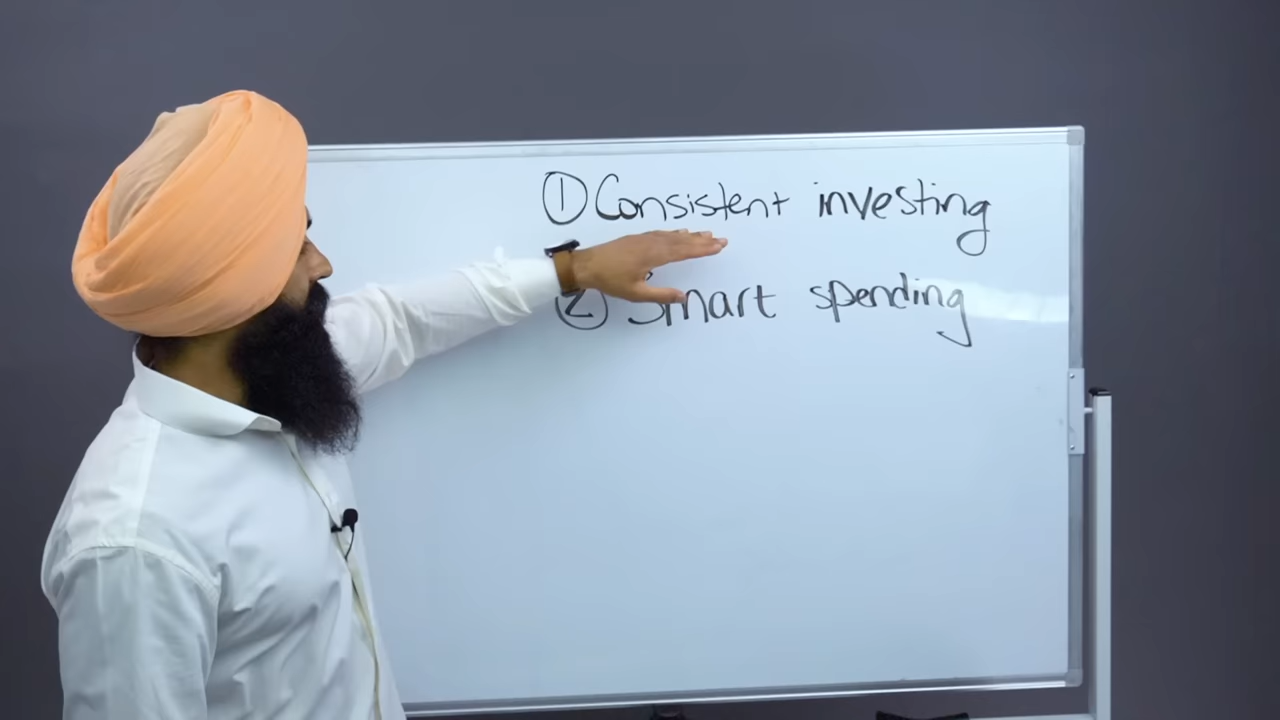 ① Consistent investing
② Smart spending